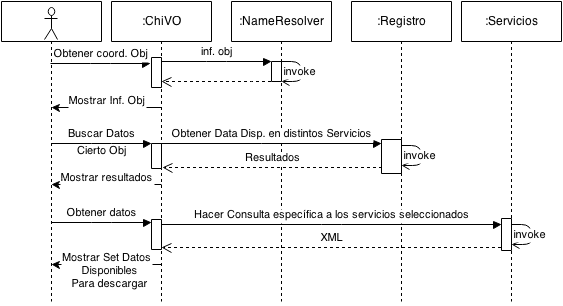 :ChiVO
:NameResolver
:Registro
:Servicios
Obtener coord. Obj
inf. obj
invoke
Mostrar Inf. Obj
Buscar Datos
Cierto Obj
Obtener Data Disp. en distintos Servicios
invoke
Resultados
Mostrar resultados
Obtener datos
Hacer Consulta específica a los servicios seleccionados
invoke
XML
Mostrar Set Datos
Disponibles
Para descargar